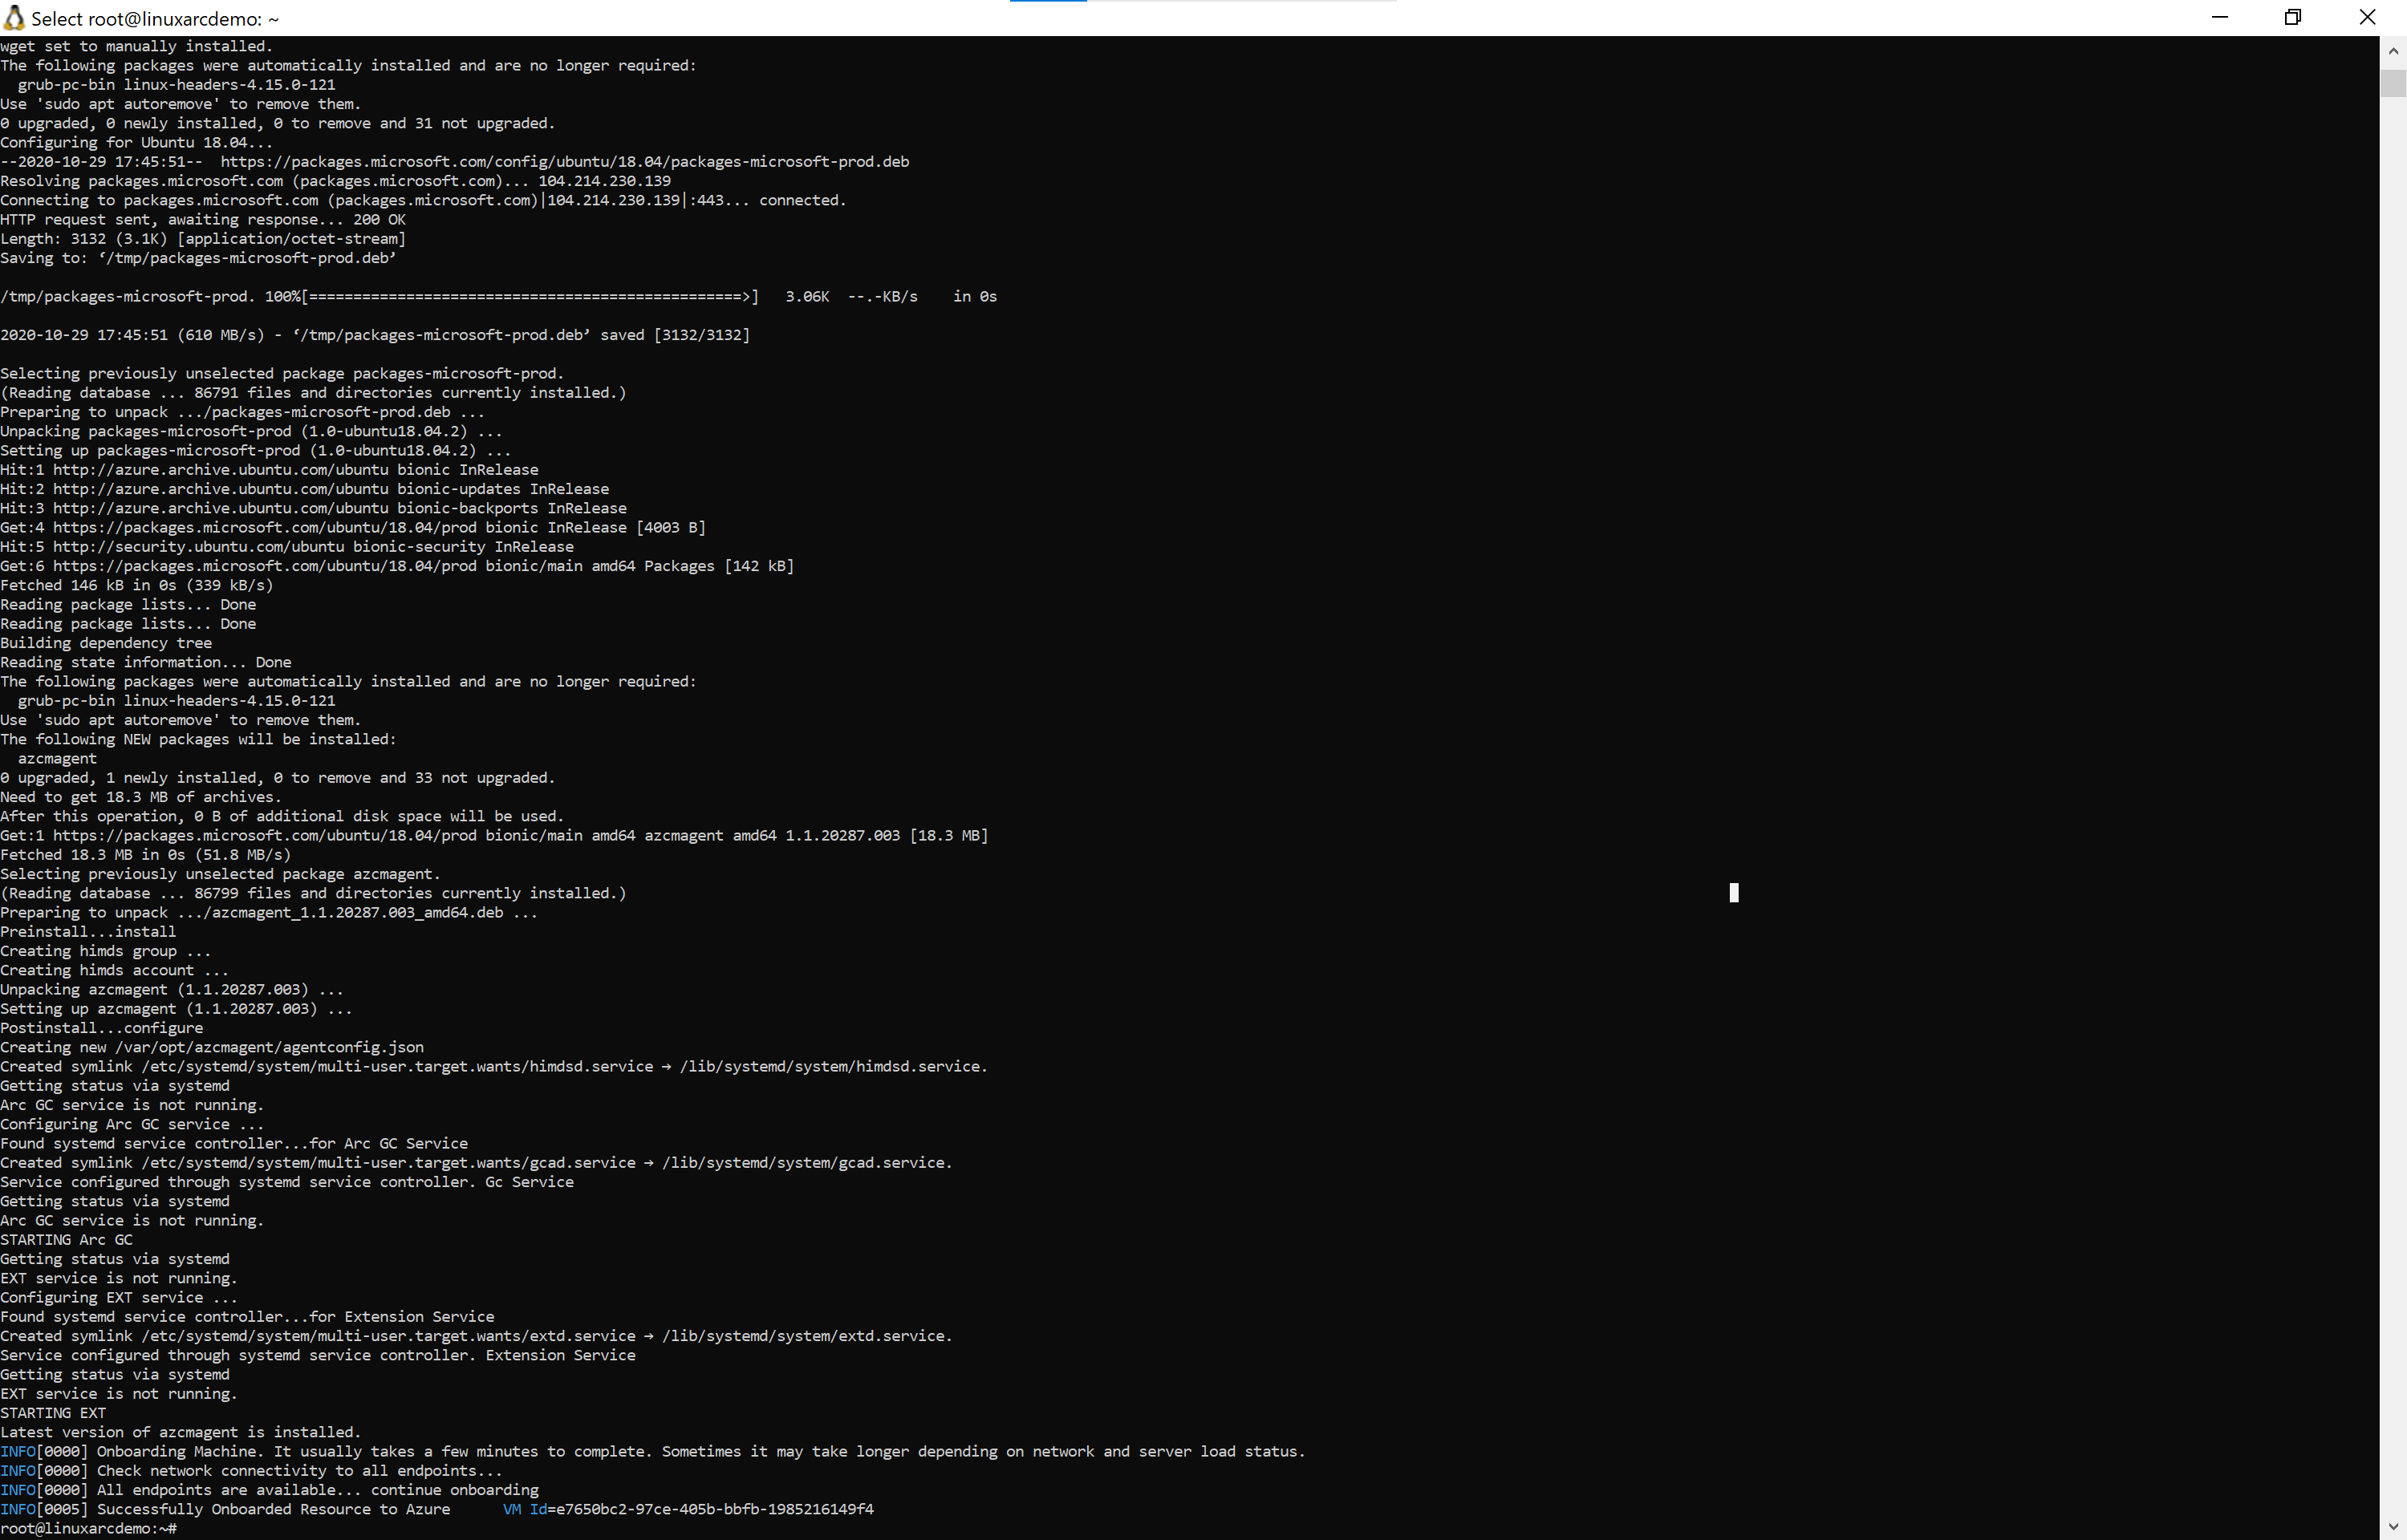 Select root@linuxarcdemo: ~
wget set to manually installed.
The following packages were automatically installed and are no longer required:
  grub-pc-bin linux-headers-4.15.0-121
Use 'sudo apt autoremove' to remove them.
0 upgraded, 0 newly installed, 0 to remove and 31 not upgraded.
Configuring for Ubuntu 18.04...
--2020-10-29 17:45:51--  https://packages.microsoft.com/config/ubuntu/18.04/packages-microsoft-prod.deb
Resolving packages.microsoft.com (packages.microsoft.com)... 104.214.230.139
Connecting to packages.microsoft.com (packages.microsoft.com)|104.214.230.139|:443... connected.
HTTP request sent, awaiting response... 200 OK
Length: 3132 (3.1K) [application/octet-stream]
Saving to: ‘/tmp/packages-microsoft-prod.deb’
/tmp/packages-microsoft-prod. 100%[=================================================>]   3.06K  --.-KB/s    in 0s
2020-10-29 17:45:51 (610 MB/s) - ‘/tmp/packages-microsoft-prod.deb’ saved [3132/3132]
Selecting previously unselected package packages-microsoft-prod.
(Reading database ... 86791 files and directories currently installed.)
Preparing to unpack .../packages-microsoft-prod.deb ...
Unpacking packages-microsoft-prod (1.0-ubuntu18.04.2) ...
Setting up packages-microsoft-prod (1.0-ubuntu18.04.2) ...
Hit:1 http://azure.archive.ubuntu.com/ubuntu bionic InRelease
Hit:2 http://azure.archive.ubuntu.com/ubuntu bionic-updates InRelease
Hit:3 http://azure.archive.ubuntu.com/ubuntu bionic-backports InRelease
Get:4 https://packages.microsoft.com/ubuntu/18.04/prod bionic InRelease [4003 B]
Hit:5 http://security.ubuntu.com/ubuntu bionic-security InRelease
Get:6 https://packages.microsoft.com/ubuntu/18.04/prod bionic/main amd64 Packages [142 kB]
Fetched 146 kB in 0s (339 kB/s)
Reading package lists... Done
Reading package lists... Done
Building dependency tree
Reading state information... Done
The following packages were automatically installed and are no longer required:
  grub-pc-bin linux-headers-4.15.0-121
Use 'sudo apt autoremove' to remove them.
The following NEW packages will be installed:
  azcmagent
0 upgraded, 1 newly installed, 0 to remove and 33 not upgraded.
Need to get 18.3 MB of archives.
After this operation, 0 B of additional disk space will be used.
Get:1 https://packages.microsoft.com/ubuntu/18.04/prod bionic/main amd64 azcmagent amd64 1.1.20287.003 [18.3 MB]
Fetched 18.3 MB in 0s (51.8 MB/s)
Selecting previously unselected package azcmagent.
(Reading database ... 86799 files and directories currently installed.)
Preparing to unpack .../azcmagent_1.1.20287.003_amd64.deb ...
Preinstall...install
Creating himds group ...
Creating himds account ...
Unpacking azcmagent (1.1.20287.003) ...
Setting up azcmagent (1.1.20287.003) ...
Postinstall...configure
Creating new /var/opt/azcmagent/agentconfig.json
Created symlink /etc/systemd/system/multi-user.target.wants/himdsd.service → /lib/systemd/system/himdsd.service.
Getting status via systemd
Arc GC service is not running.
Configuring Arc GC service ...
Found systemd service controller...for Arc GC Service
Created symlink /etc/systemd/system/multi-user.target.wants/gcad.service → /lib/systemd/system/gcad.service.
Service configured through systemd service controller. Gc Service
Getting status via systemd
Arc GC service is not running.
STARTING Arc GC
Getting status via systemd
EXT service is not running.
Configuring EXT service ...
Found systemd service controller...for Extension Service
Created symlink /etc/systemd/system/multi-user.target.wants/extd.service → /lib/systemd/system/extd.service.
Service configured through systemd service controller. Extension Service
Getting status via systemd
EXT service is not running.
STARTING EXT
Latest version of azcmagent is installed.
INFO[0000] Onboarding Machine. It usually takes a few minutes to complete. Sometimes it may take longer depending on network and server load status.
INFO[0000] Check network connectivity to all endpoints...
INFO[0000] All endpoints are available... continue onboarding
INFO[0005] Successfully Onboarded Resource to Azure      VM Id=e7650bc2-97ce-405b-bbfb-1985216149f4
root@linuxarcdemo:~#